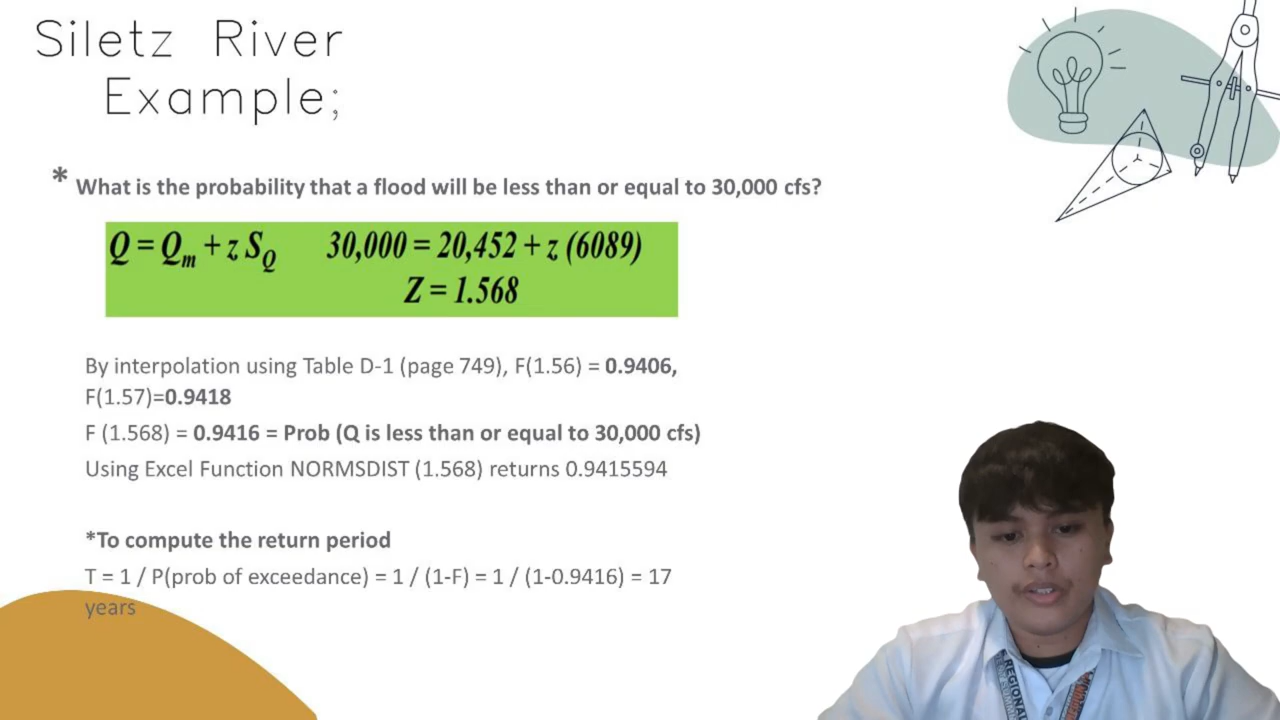 Siletz River
Example;
* What is the probability that a flood will be less than or equal to 30,000 cfs?
Q = Qm + z SQ 30,000 = 20,452 + z (6089)
Z = 1.568
By interpolation using Table D-1 (page 749), F(1.56) = 0.9406,
F(1.57)=0.9418
F (1.568) = 0.9416 = Prob (Q is less than or equal to 30,000 cfs)
Using Excel Function NORMSDIST (1.568) returns 0.9415594
*To compute the return period
T = 1 / P(prob of exceedance) = 1 / (1-F) = 1 / (1-0.9416) = 17
years
REGIONAL